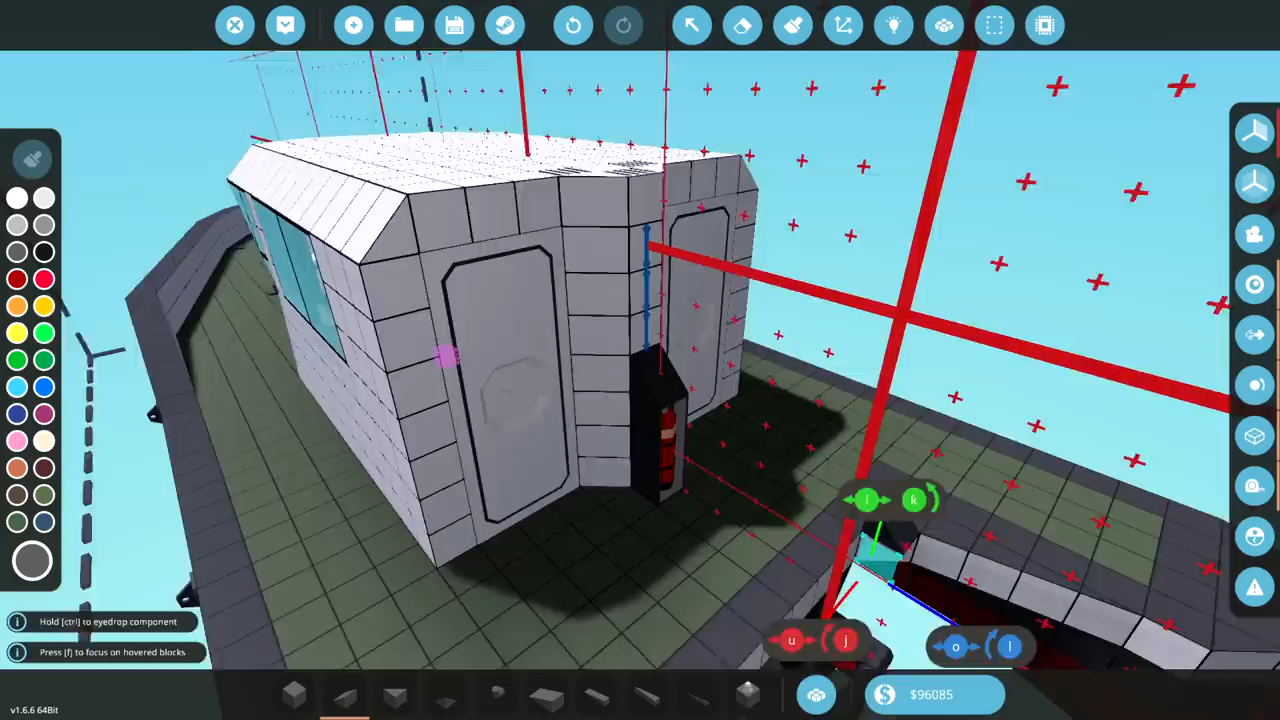 Hold [ctrl] to eyedrop component
Press [f] to focus on hovered blocks
l k
u j
o l
$96085
v1.6.6 64Bit